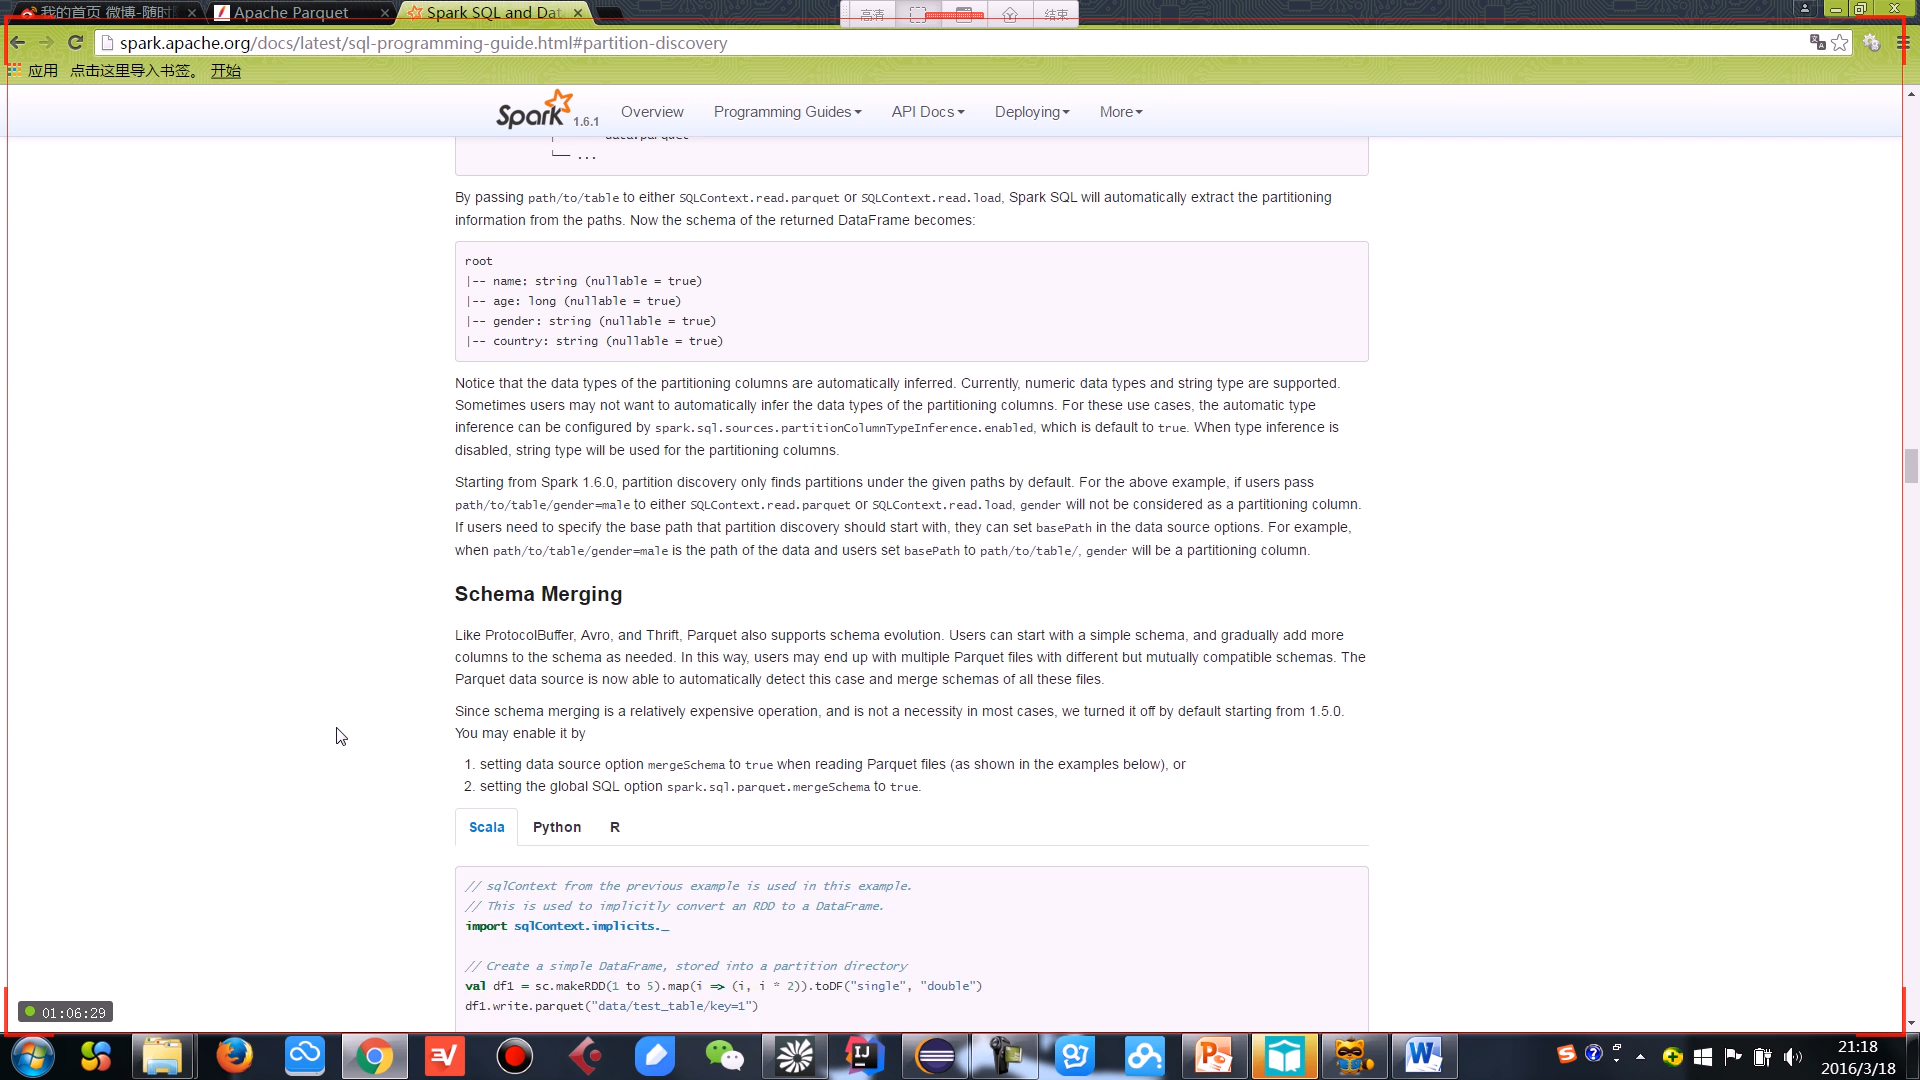 我的首页 微博-随时
Apache Parquet
Spark SQL and Dat
高清
结束
spark.apache.org/docs/latest/sql-programming-guide.html#partition-discovery
应用 点击这里导入书签。 开始
Spark 1.6.1 Overview Programming Guides API Docs Deploying More
data.parquet
└── ...
By passing path/to/table to either SQLContext.read.parquet or SQLContext.read.load, Spark SQL will automatically extract the partitioning
information from the paths. Now the schema of the returned DataFrame becomes:
root
|-- name: string (nullable = true)
|-- age: long (nullable = true)
|-- gender: string (nullable = true)
|-- country: string (nullable = true)
Notice that the data types of the partitioning columns are automatically inferred. Currently, numeric data types and string type are supported.
Sometimes users may not want to automatically infer the data types of the partitioning columns. For these use cases, the automatic type
inference can be configured by spark.sql.sources.partitionColumnTypeInference.enabled, which is default to true. When type inference is
disabled, string type will be used for the partitioning columns.
Starting from Spark 1.6.0, partition discovery only finds partitions under the given paths by default. For the above example, if users pass
path/to/table/gender=male to either SQLContext.read.parquet or SQLContext.read.load, gender will not be considered as a partitioning column.
If users need to specify the base path that partition discovery should start with, they can set basePath in the data source options. For example,
when path/to/table/gender=male is the path of the data and users set basePath to path/to/table/, gender will be a partitioning column.
Schema Merging
Like ProtocolBuffer, Avro, and Thrift, Parquet also supports schema evolution. Users can start with a simple schema, and gradually add more
columns to the schema as needed. In this way, users may end up with multiple Parquet files with different but mutually compatible schemas. The
Parquet data source is now able to automatically detect this case and merge schemas of all these files.
Since schema merging is a relatively expensive operation, and is not a necessity in most cases, we turned it off by default starting from 1.5.0.
You may enable it by
1. setting data source option mergeSchema to true when reading Parquet files (as shown in the examples below), or
2. setting the global SQL option spark.sql.parquet.mergeSchema to true.
Scala Python R
// sqlContext from the previous example is used in this example.
// This is used to implicitly convert an RDD to a DataFrame.
import sqlContext.implicits._
// Create a simple DataFrame, stored into a partition directory
val df1 = sc.makeRDD(1 to 5).map(i => (i, i * 2)).toDF("single", "double")
df1.write.parquet("data/test_table/key=1")
01:06:29
21:18
2016/3/18